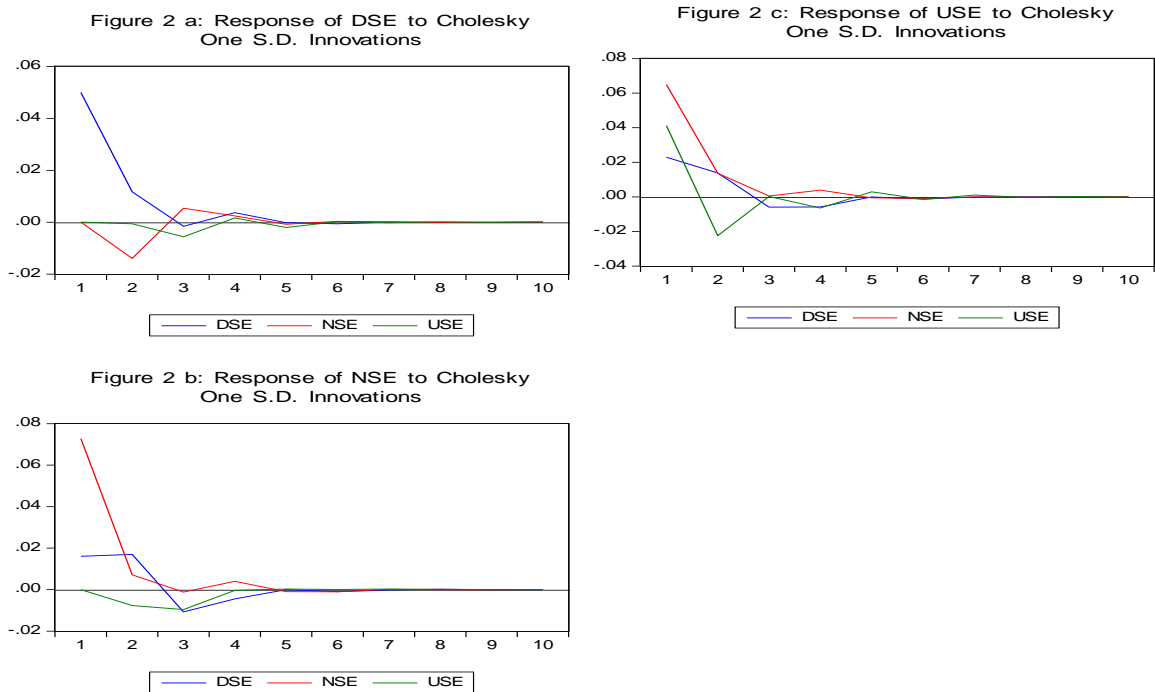 Figure 2 a: Response of DSE to Cholesky
One S.D. Innovations
.06
.04
.02
.00
-.02
1 2 3 4 5 6 7 8 9 10
DSE NSE USE
Figure 2 c: Response of USE to Cholesky
One S.D. Innovations
.08
.06
.04
.02
.00
-.02
-.04
1 2 3 4 5 6 7 8 9 10
DSE NSE USE
Figure 2 b: Response of NSE to Cholesky
One S.D. Innovations
.08
.06
.04
.02
.00
-.02
1 2 3 4 5 6 7 8 9 10
DSE NSE USE